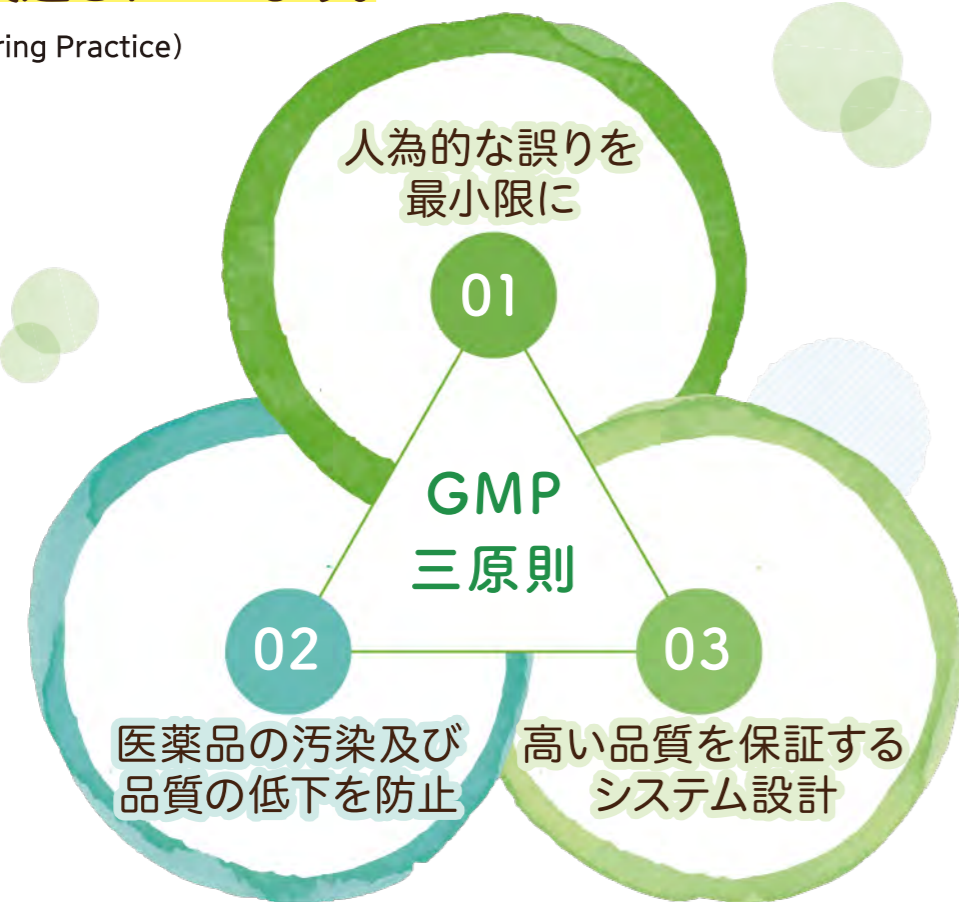 ます。
ring Practice)
人為的な誤りを
最小限に
01
GMP
三原則
02
03
医薬品の汚染及び
品質の低下を防止
高い品質を保証する
システム設計